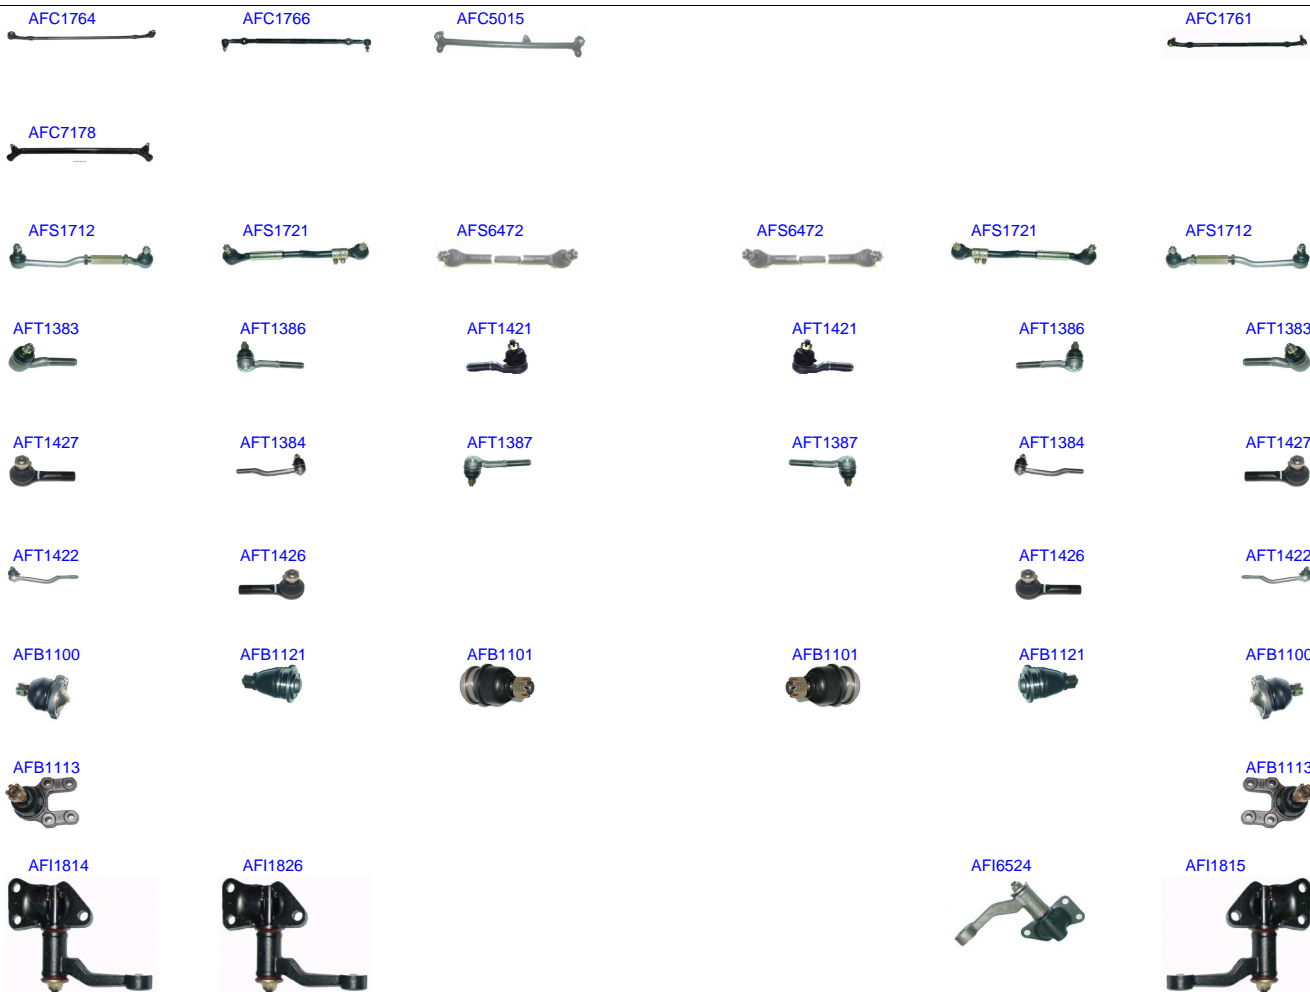 AFC1764 AFC1766 AFC5015 AFC1761
AFC7178
AFS1712 AFS1721 AFS6472 AFS6472 AFS1721 AFS1712
AFT1383 AFT1386 AFT1421 AFT1421 AFT1386 AFT1383
AFT1427 AFT1384 AFT1387 AFT1387 AFT1384 AFT1427
AFT1422 AFT1426 AFT1426 AFT1422
AFB1100 AFB1121 AFB1101 AFB1101 AFB1121 AFB1100
AFB1113 AFB1113
AFI1814 AFI1826 AFI6524 AFI1815